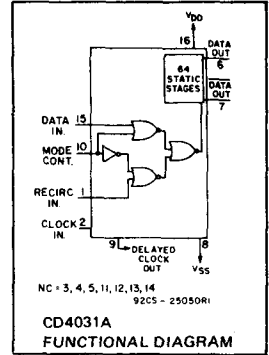 VDD
16
64
STATIC
STAGES
DATA
OUT
6
DATA
OUT
7
DATA 15
IN.
MODE 10
CONT.
RECIRC 1
IN.
CLOCK 2
IN.
9 DELAYED
CLOCK
OUT
8
VSS
NC = 3, 4, 5, 11, 12, 13, 14
92CS - 25050R1
CD4031A
FUNCTIONAL DIAGRAM